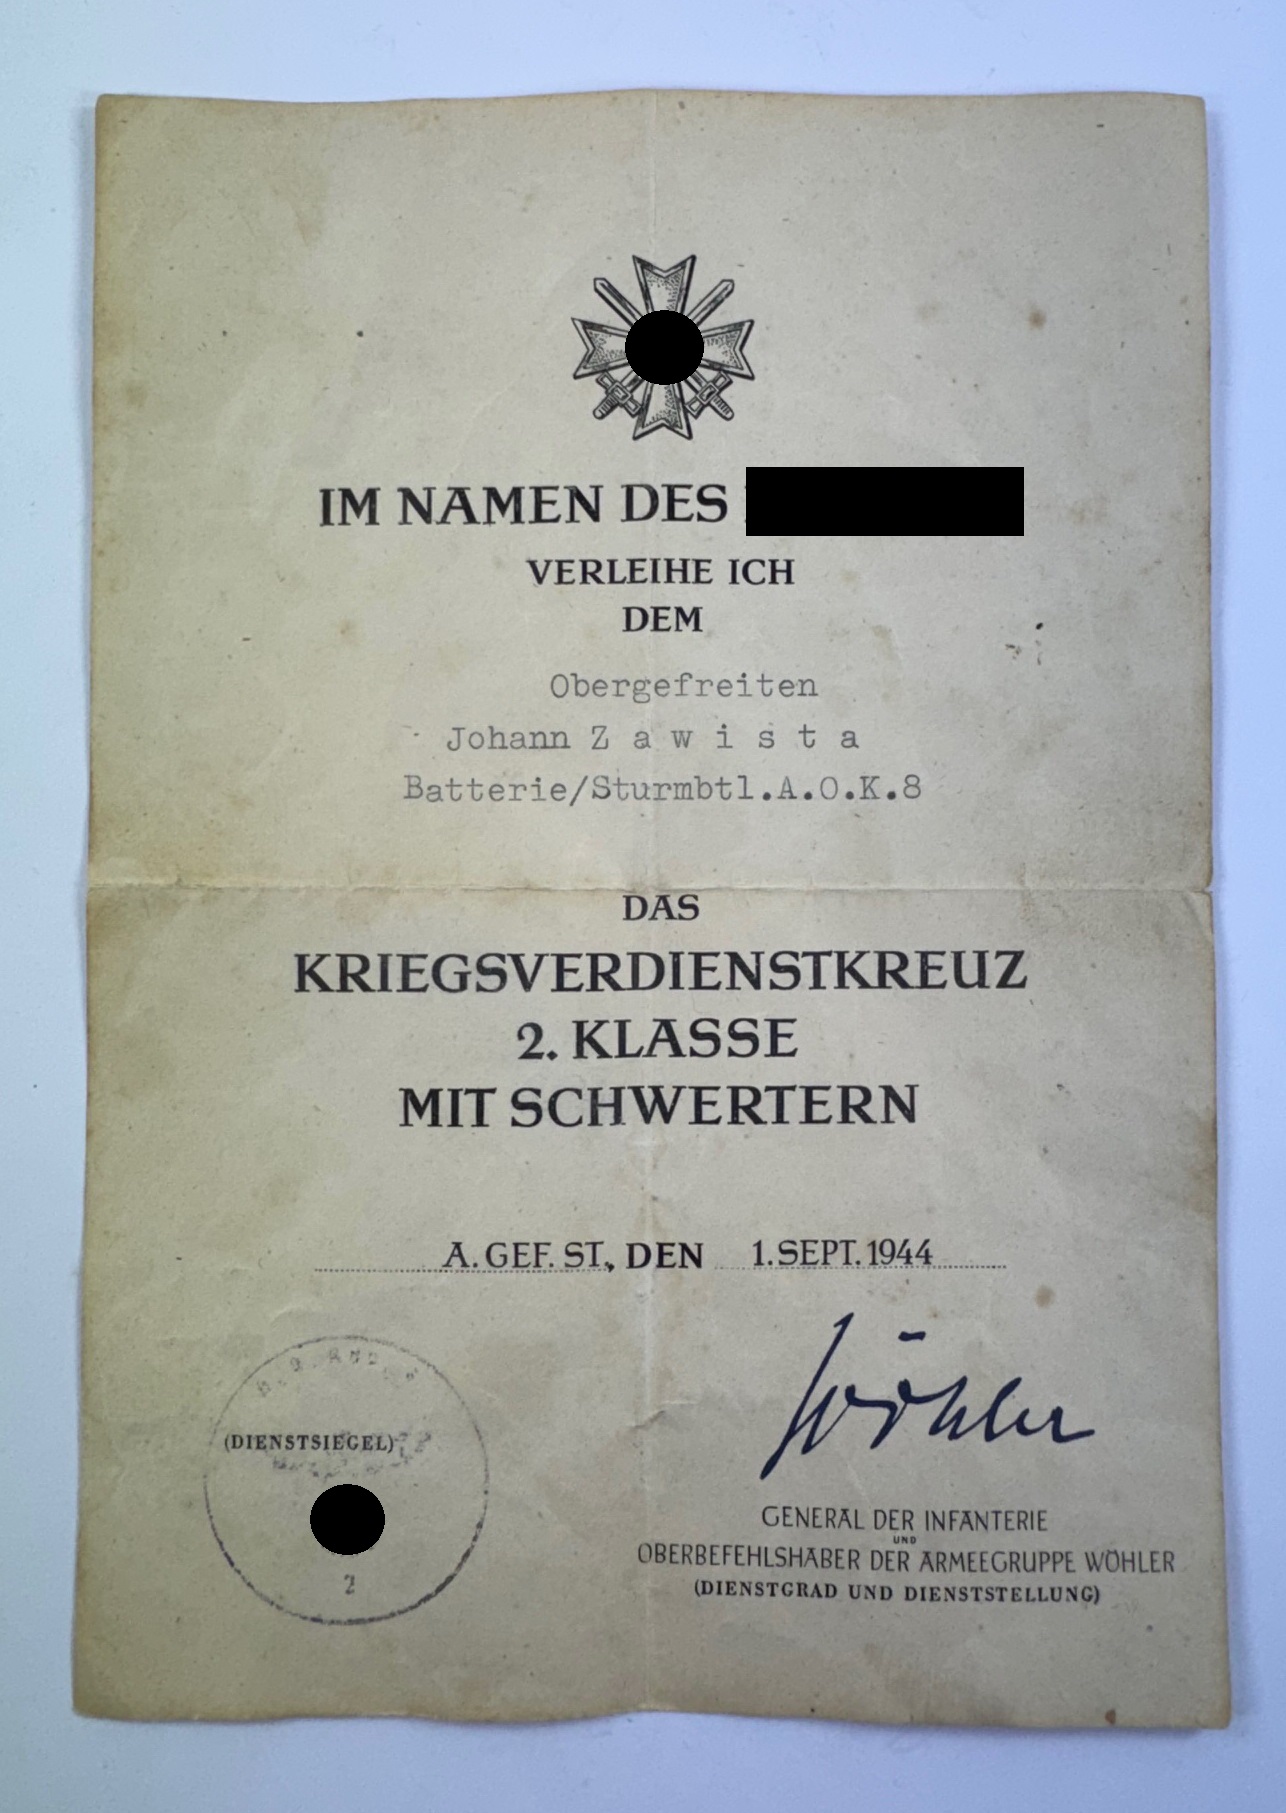 IM NAMEN DES
VERLEIHE ICH
DEM
Obergefreiten
Johann Z a w i s t a
Batterie/Sturmbtl.A.O.K.8
DAS
KRIEGSVERDIENSTKREUZ
2. KLASSE
MIT SCHWERTERN
A. GEF. ST., DEN 1. SEPT. 1944
(DIENSTSIEGEL)
2
Wöhler
GENERAL DER INFANTERIE
UND
OBERBEFEHLSHABER DER ARMEEGRUPPE WÖHLER
(DIENSTGRAD UND DIENSTSTELLUNG)